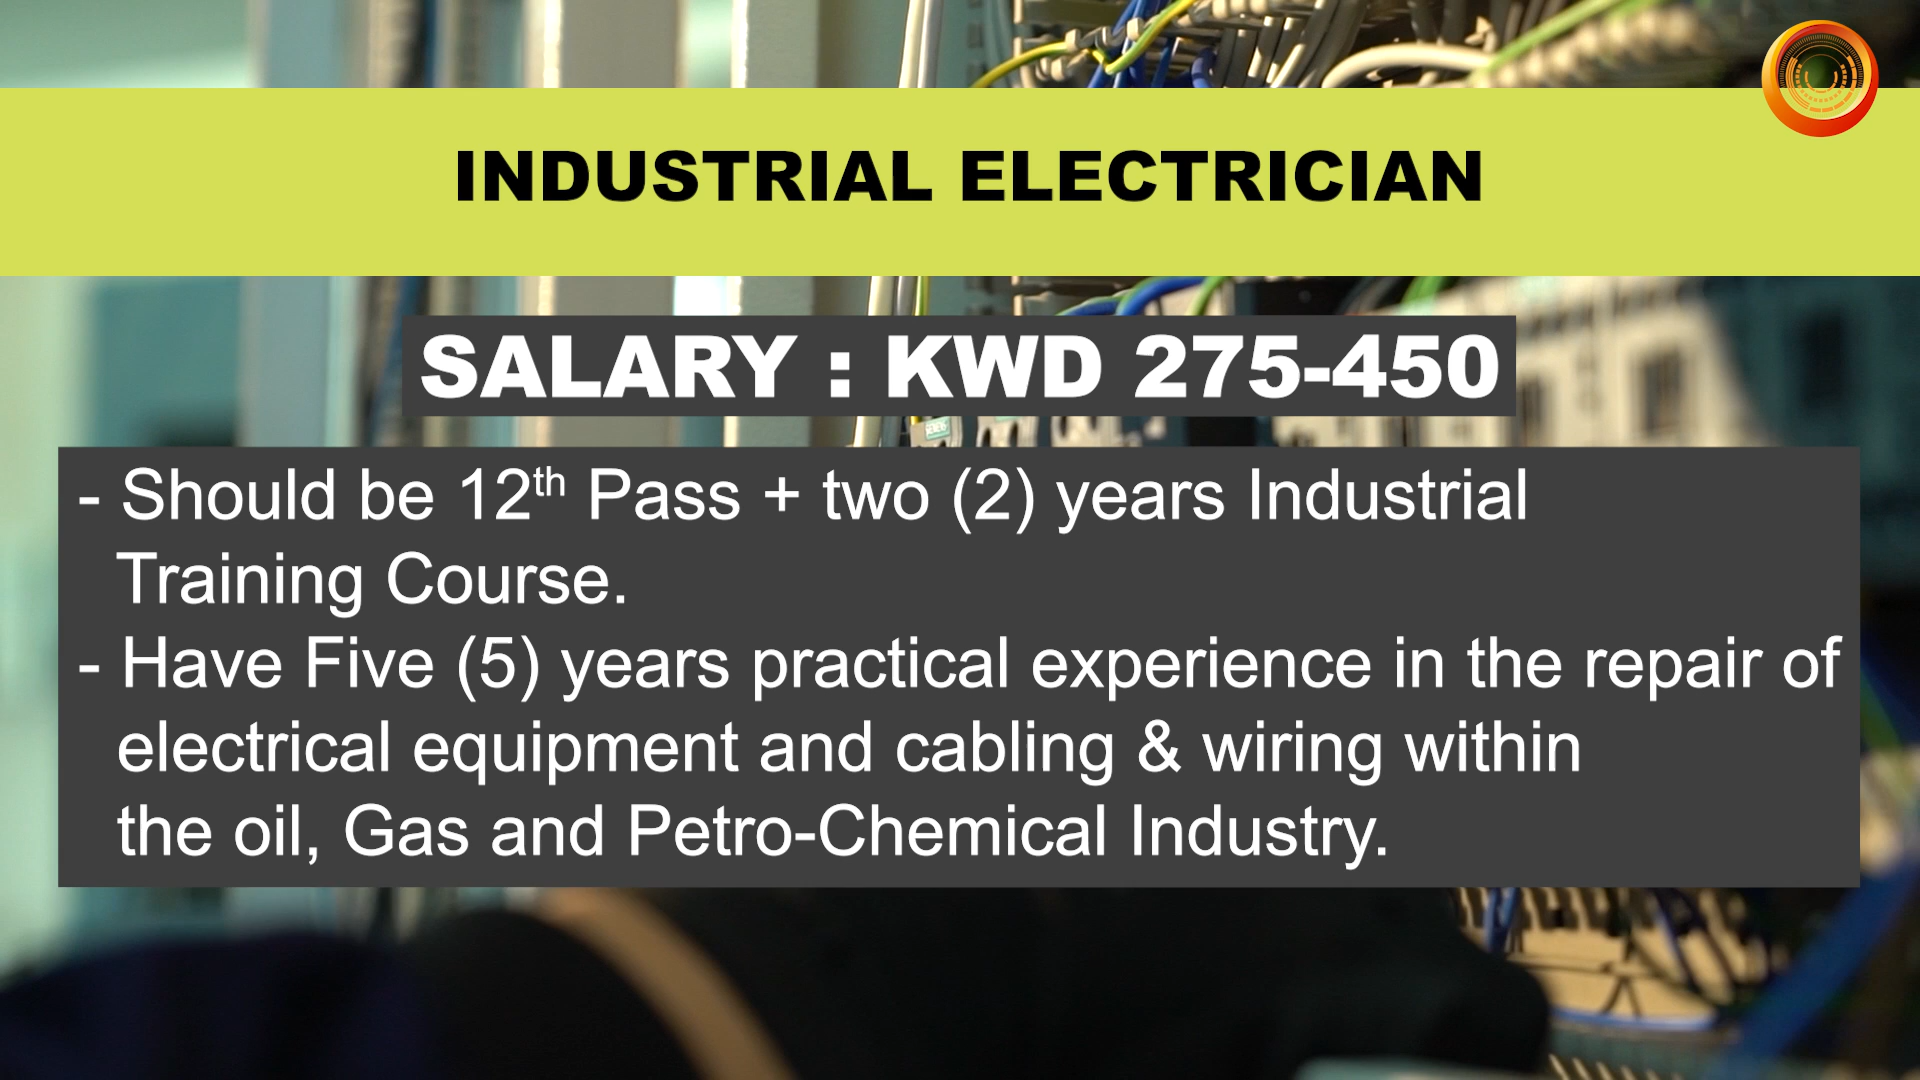 INDUSTRIAL ELECTRICIAN
SALARY : KWD 275-450
- Should be 12th Pass + two (2) years Industrial
Training Course.
- Have Five (5) years practical experience in the repair of
electrical equipment and cabling & wiring within
the oil, Gas and Petro-Chemical Industry.